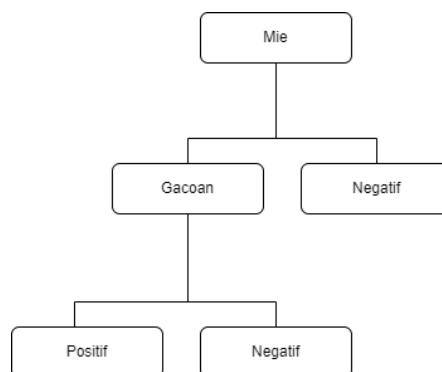 Mie
Gacoan
Negatif
Positif
Negatif